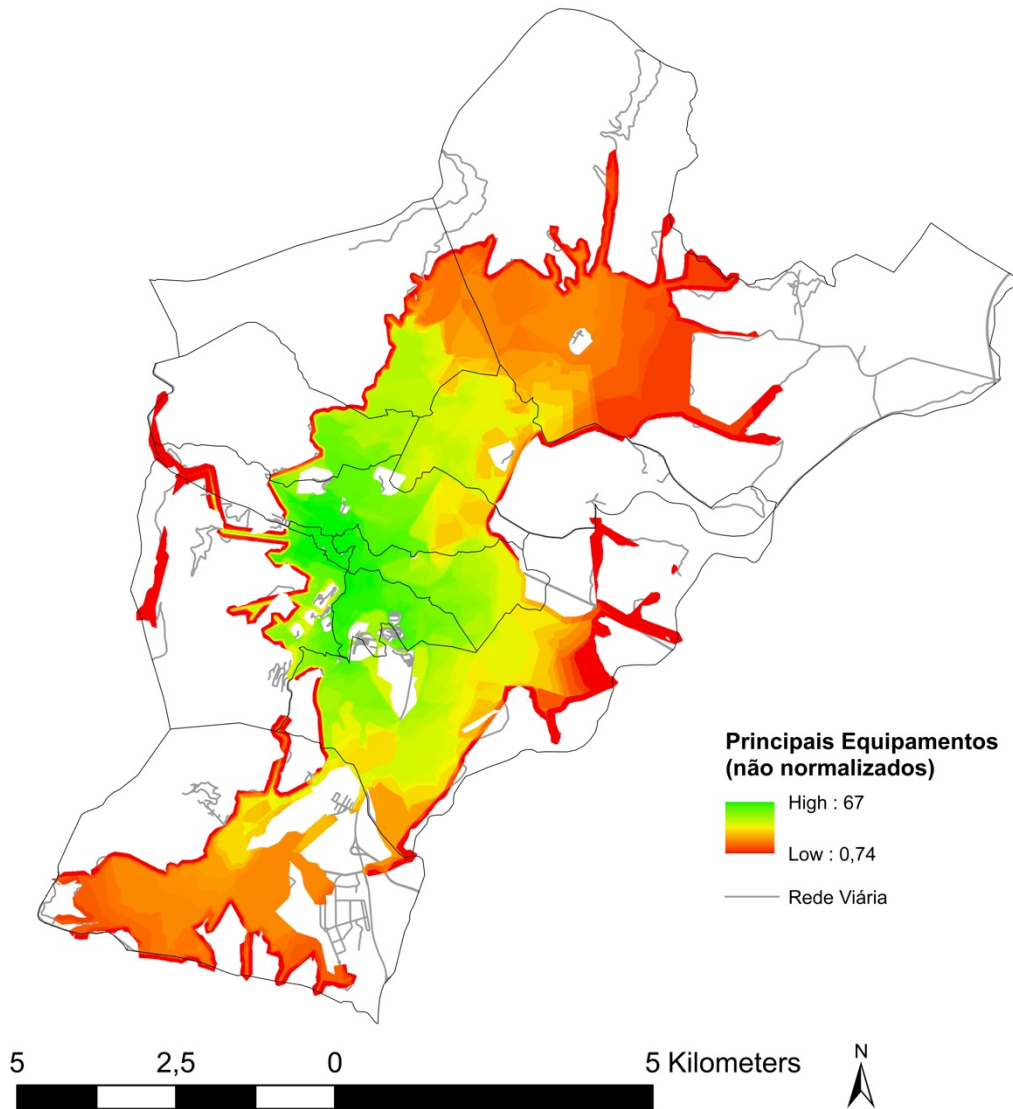 Principais Equipamentos
(não normalizados)
High : 67
Low : 0,74
Rede Viária
5 2,5 0 5 Kilometers
N